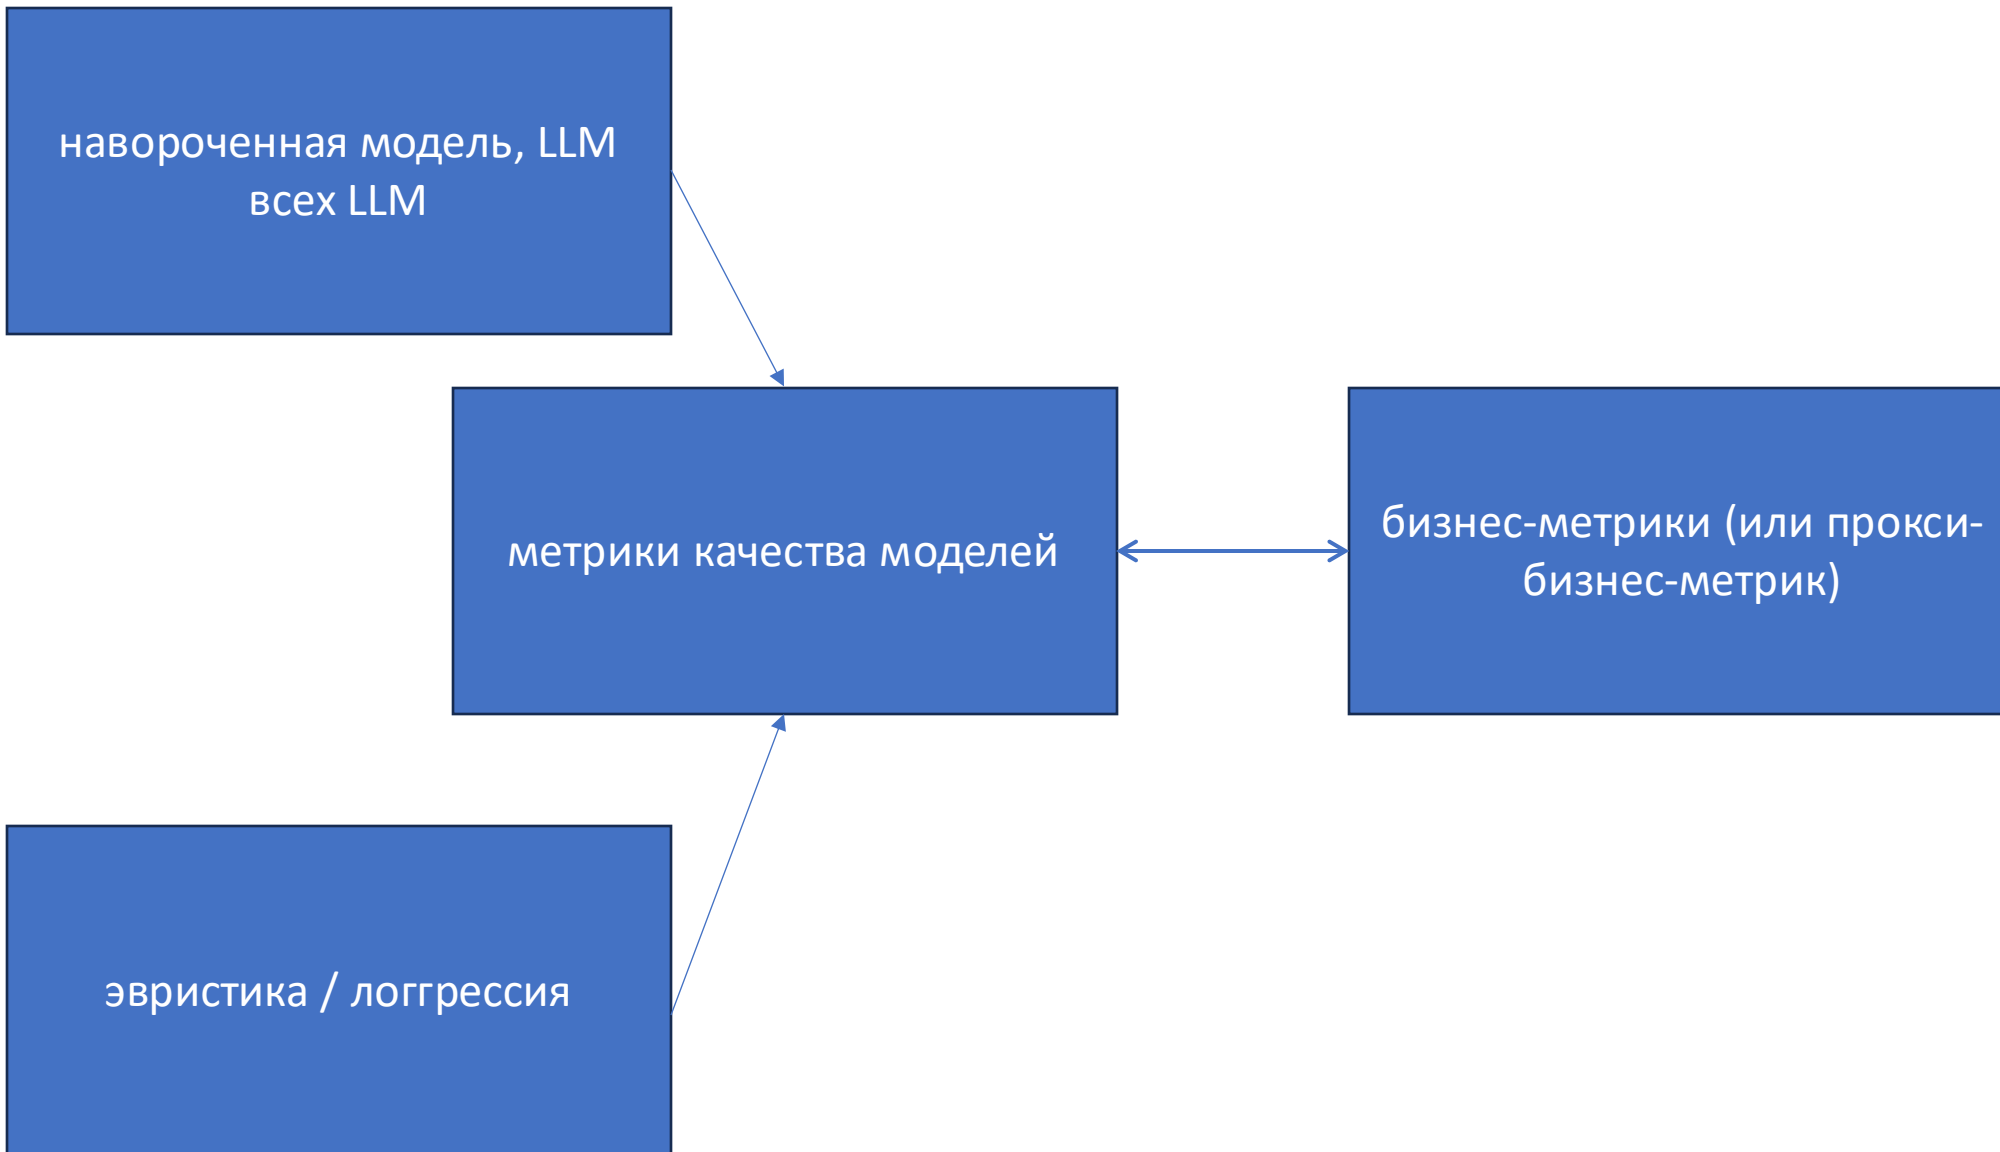 навороченная модель, LLM
всех LLM
метрики качества моделей
бизнес-метрики (или прокси-
бизнес-метрик)
эвристика / логгрессия